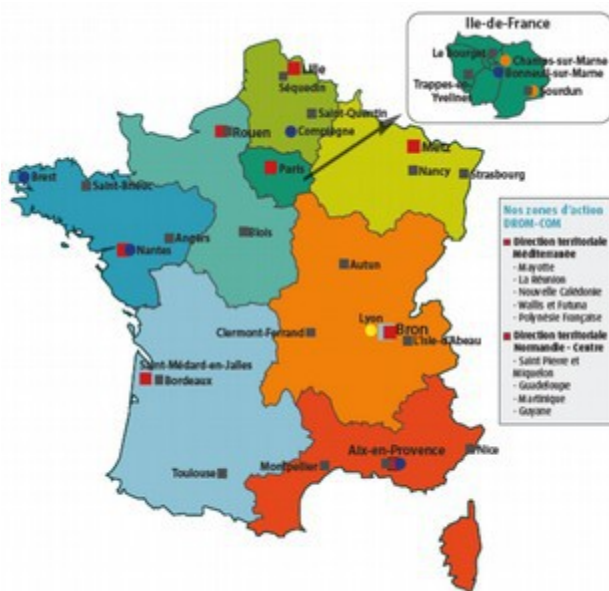 Ile-de-France
Le Bourget
Champs-sur-Marne
Bonneuil-sur-Marne
Trappes-en-
Yvelines
Sourdun
Lille
Séquedin
Saint-Quentin
Rouen
Compiègne
Metz
Paris
Nancy
Strasbourg
Brest
Saint-Brieuc
Angers
Blois
Nantes
Autun
Lyon
Bron
Clermont-Ferrand
L'Isle-d'Abeau
Saint-Médard-en-Jalles
Bordeaux
Aix-en-Provence
Nice
Montpellier
Toulouse
Nos zones d'action
DROM-COM
Direction territoriale
Méditerranée
- Mayotte
- La Réunion
- Nouvelle Calédonie
- Wallis et Futuna
- Polynésie Française
Direction territoriale
Normandie - Centre
- Saint Pierre et
Miquelon
- Guadeloupe
- Martinique
- Guyane